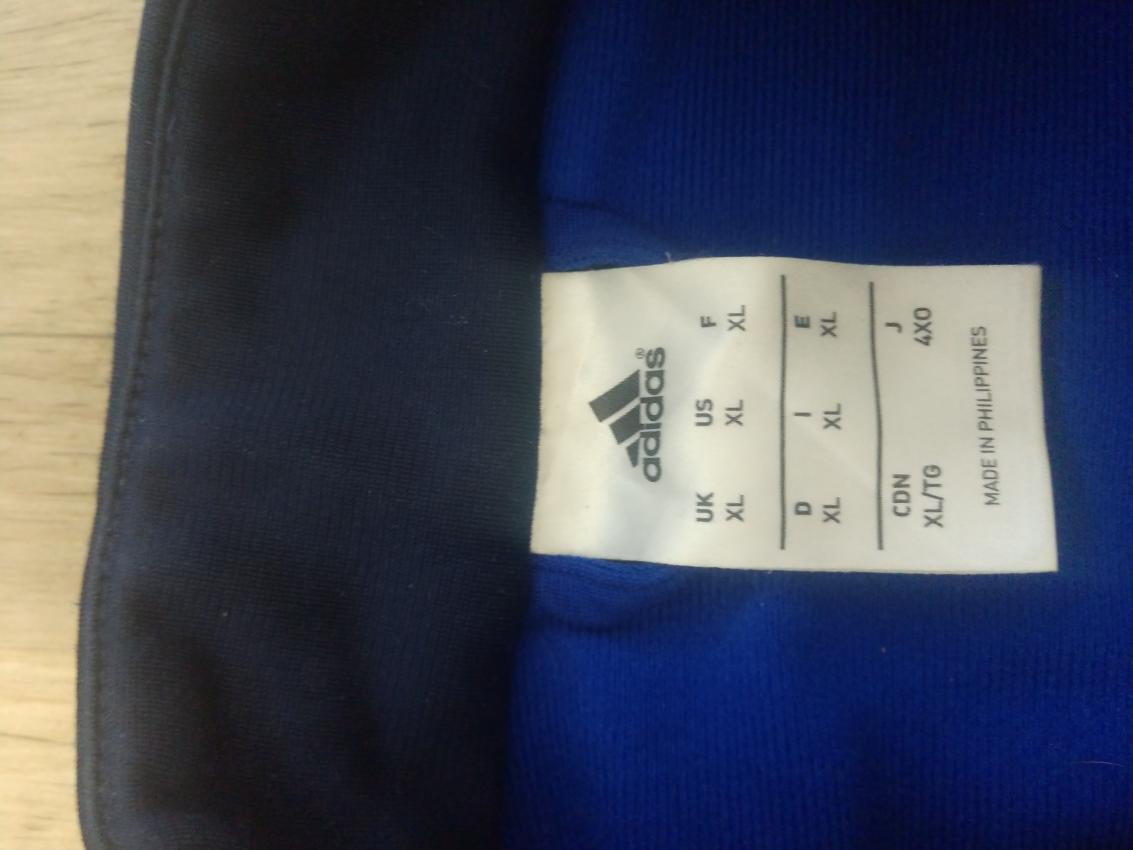 adidas®
UK US F
XL XL XL
D I E
XL XL XL
CDN J
XL/TG 4XO
MADE IN PHILIPPINES